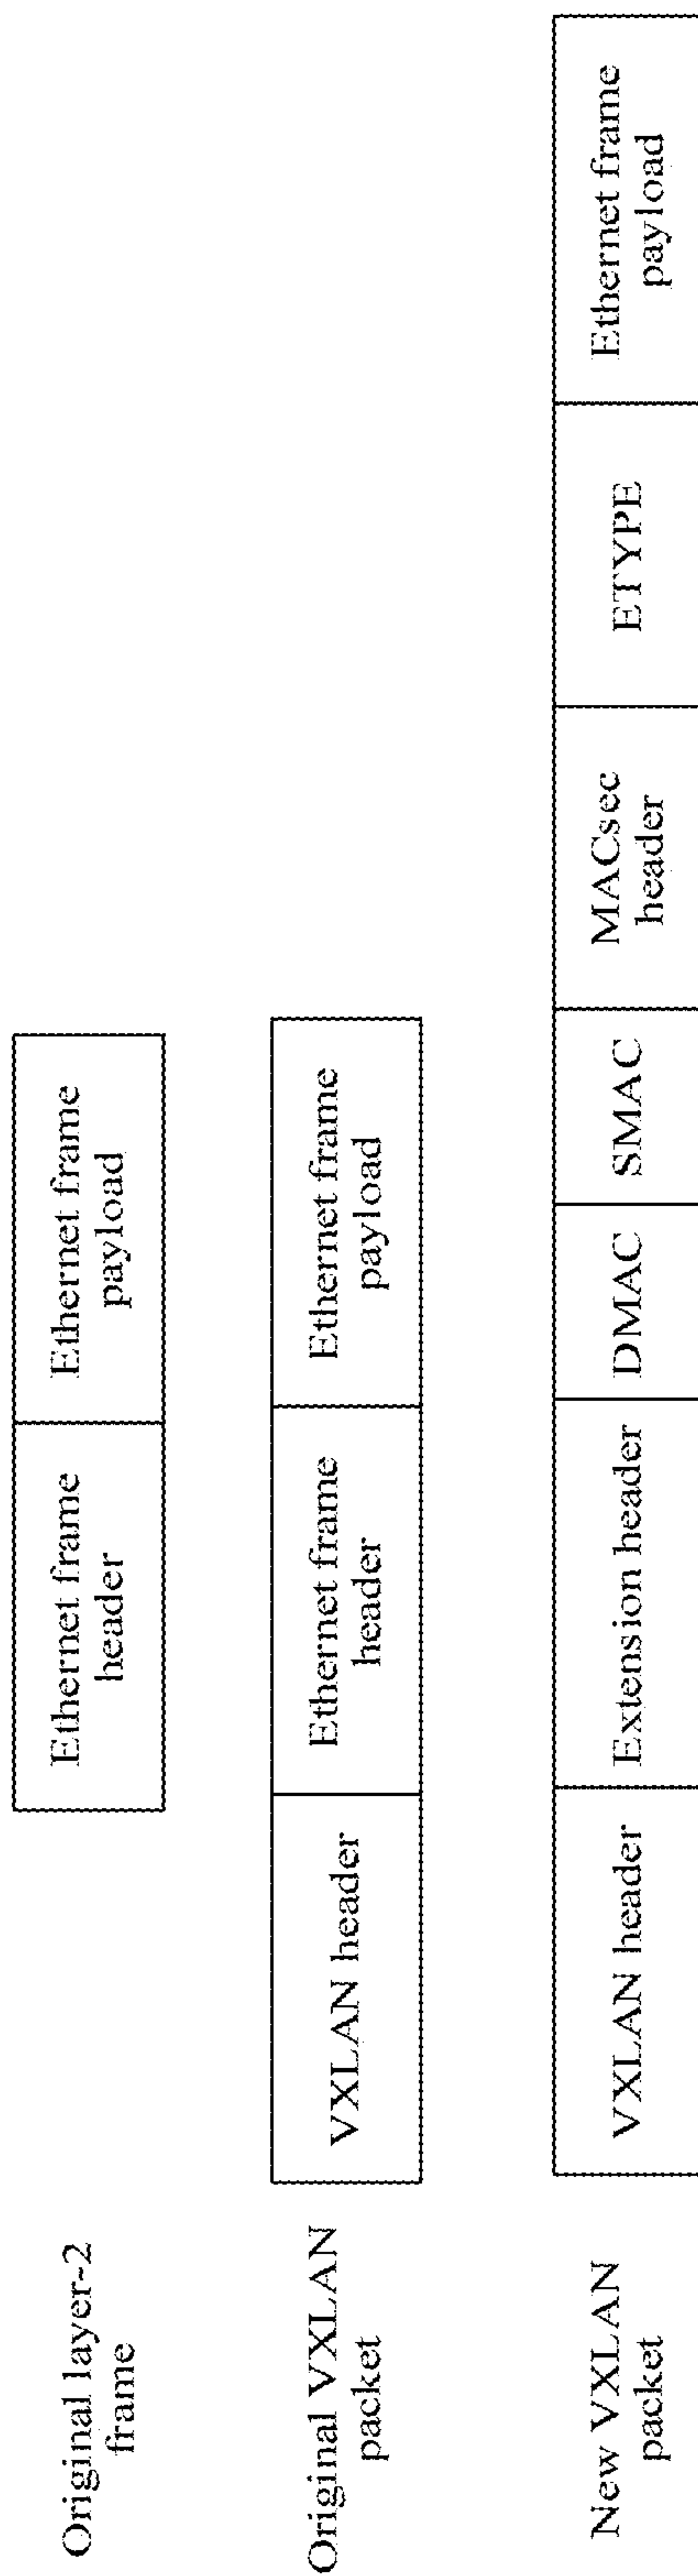 Original layer-2
frame
Ethernet frame
header
Ethernet frame
payload
Original VXLAN
packet
VXLAN header
Ethernet frame
header
Ethernet frame
payload
New VXLAN
packet
VXLAN header
Extension header
DMAC
SMAC
MACsec
header
ETYPE
Ethernet frame
payload